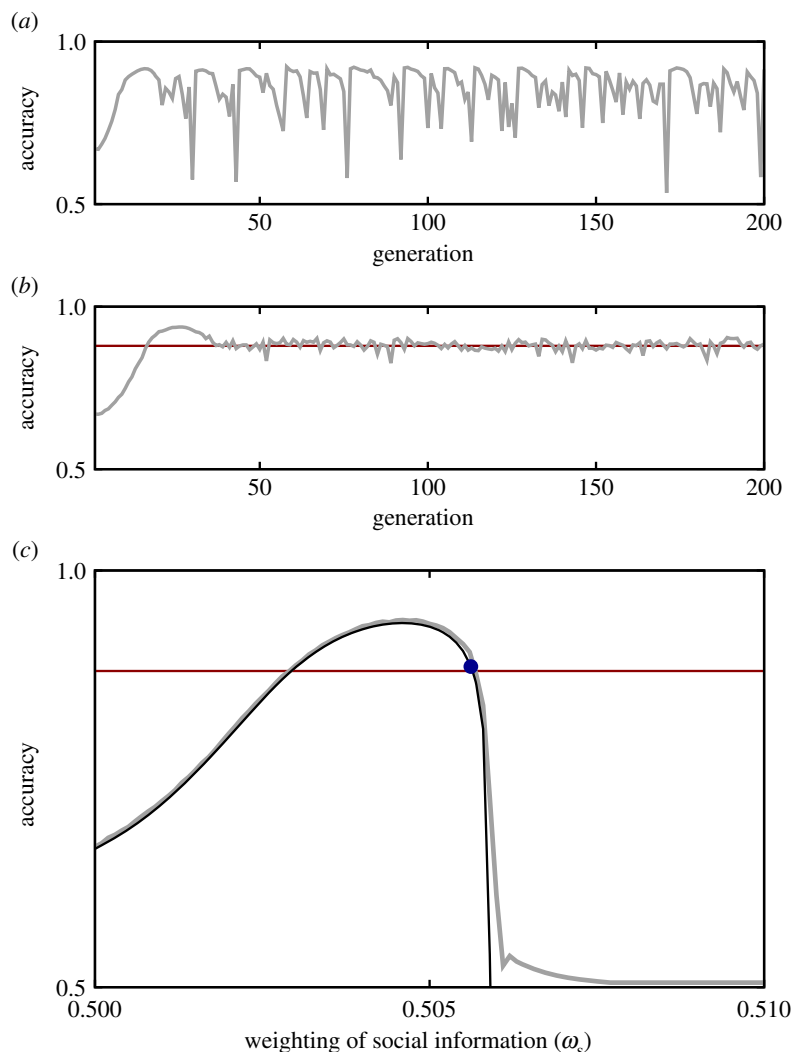 (a)
1.0
accuracy
0.5
50 100 150 200
generation
(b)
1.0
accuracy
0.5
50 100 150 200
generation
(c)
1.0
accuracy
0.5
0.500 0.505 0.510
weighting of social information (ωs)